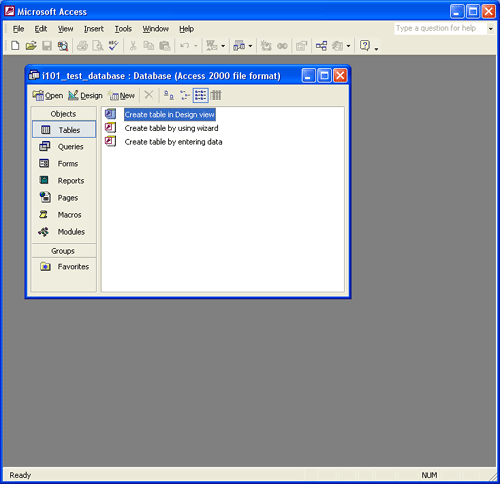 Microsoft Access
File Edit View Insert Tools Window Help Type a question for help
i101_test_database : Database (Access 2000 file format)
Open Design New
Objects
Tables
Queries
Forms
Reports
Pages
Macros
Modules
Groups
Favorites
Create table in Design view
Create table by using wizard
Create table by entering data
Ready NUM